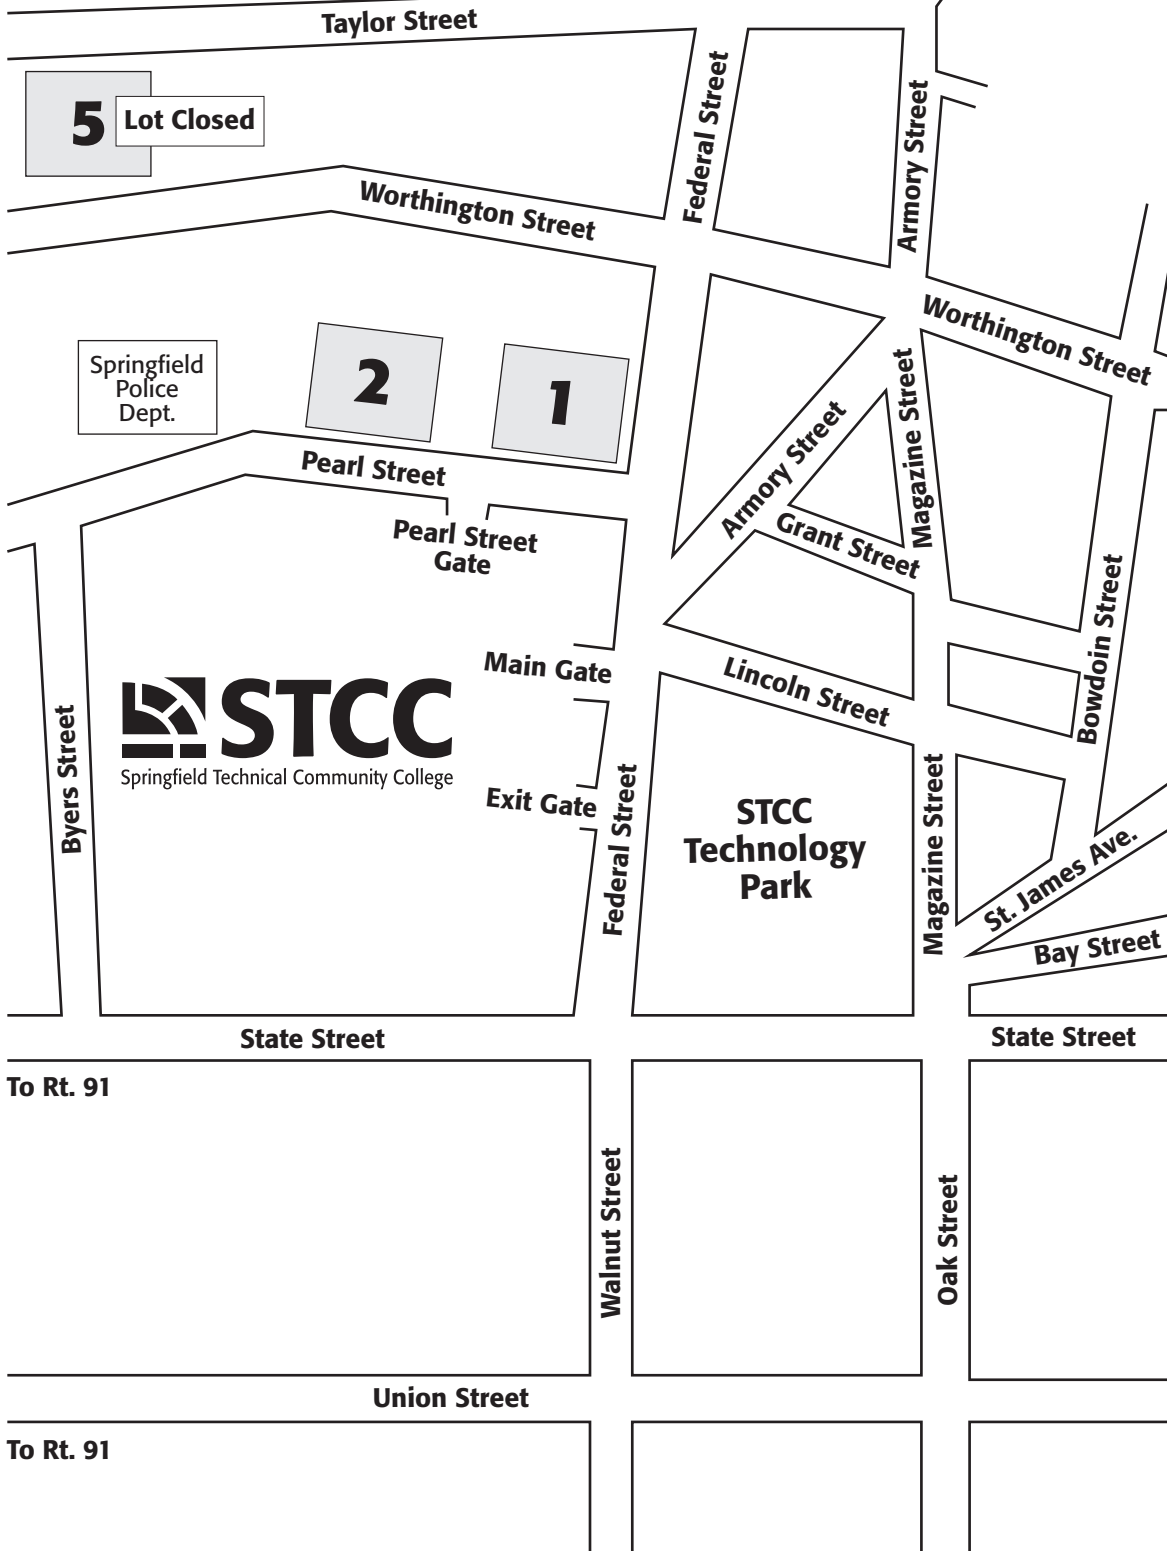 Taylor Street
5
Lot Closed
Federal Street
Armory Street
Worthington Street
Worthington Street
Springfield
Police
Dept.
2
1
Magazine Street
Armory Street
Pearl Street
Pearl Street
Gate
Grant Street
Bowdoin Street
Main Gate
Lincoln Street
STCC
Springfield Technical Community College
Byers Street
Exit Gate
Federal Street
STCC
Technology
Park
Magazine Street
St. James Ave.
Bay Street
State Street
State Street
To Rt. 91
Walnut Street
Oak Street
Union Street
To Rt. 91